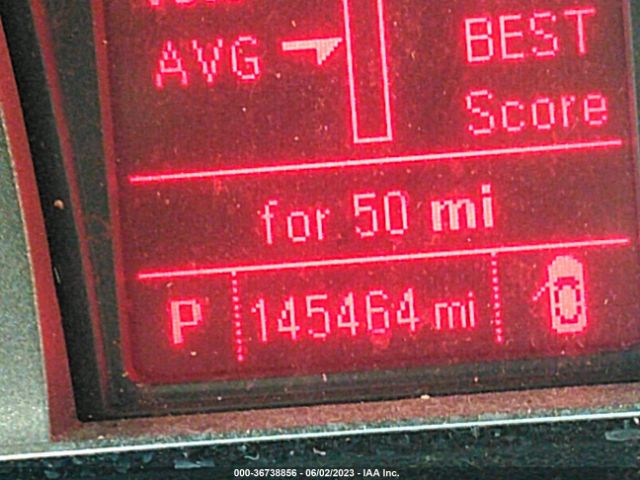 AVG BEST
Score
for 50 mi
P 145464 mi
000-36738856 - 06/02/2023 - IAA Inc.